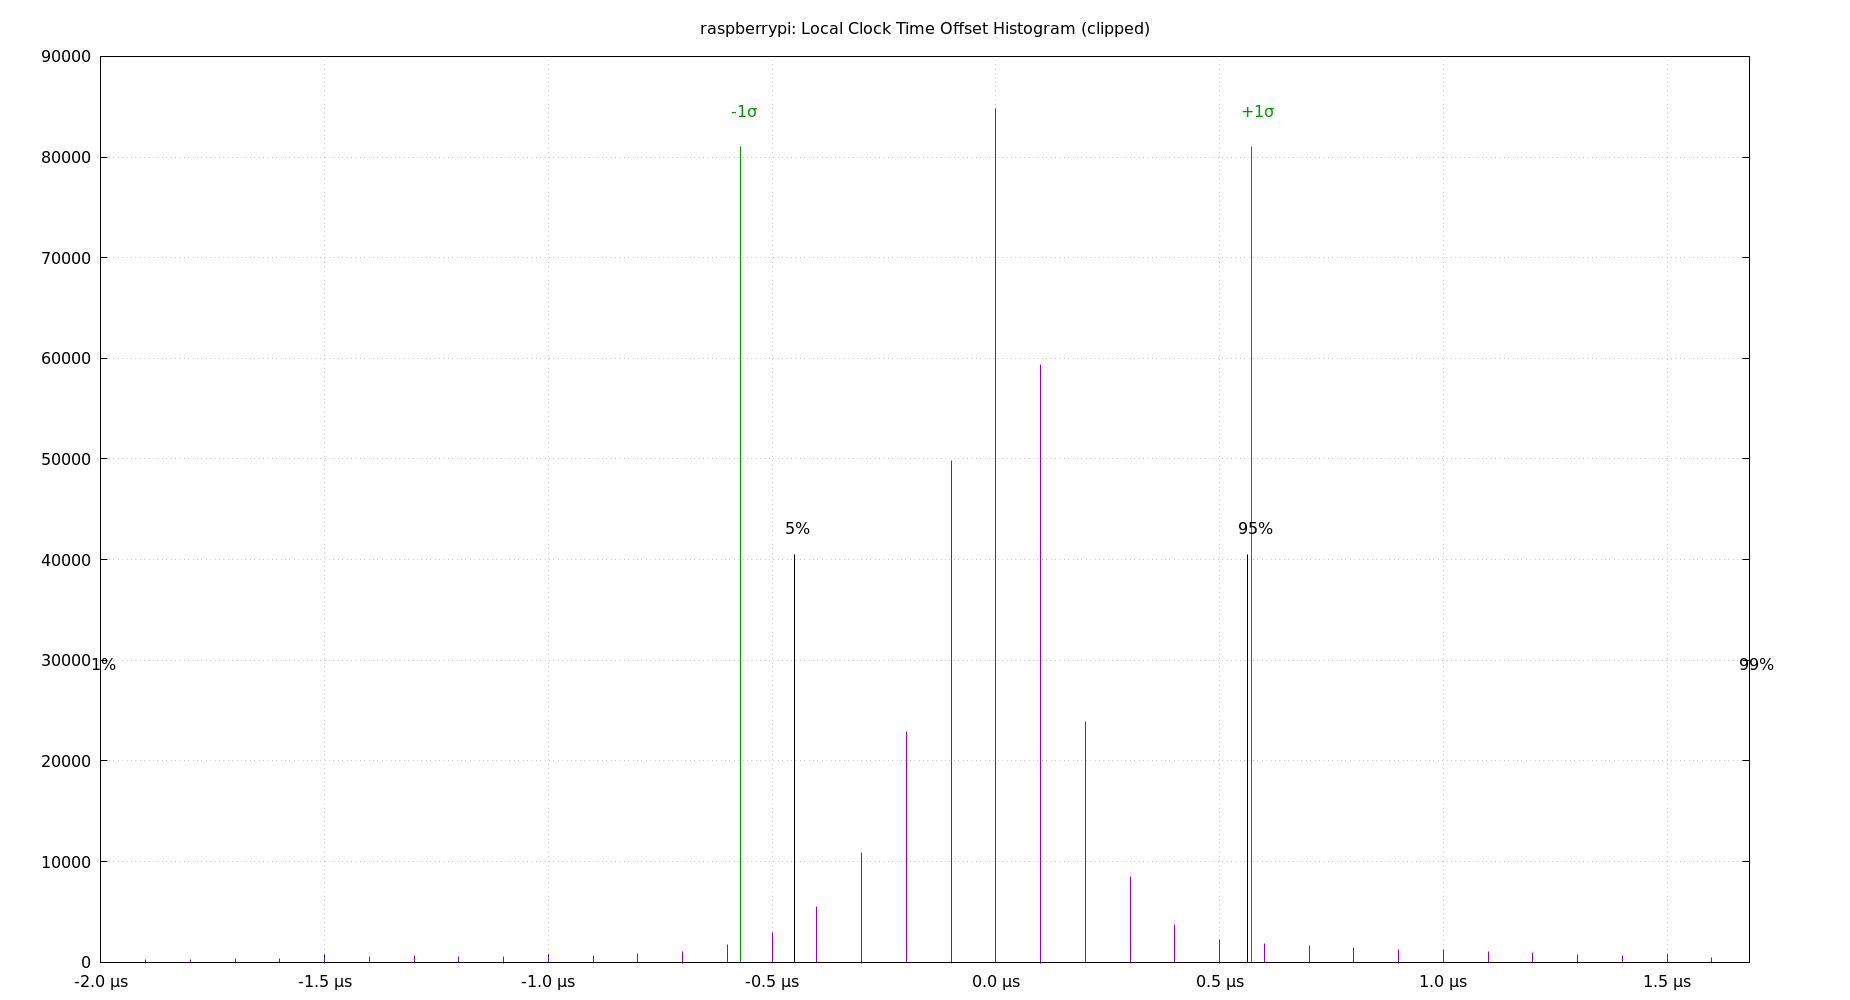 raspberrypi: Local Clock Time Offset Histogram (clipped)
90000
-1σ
+1σ
80000
70000
60000
50000
5%
95%
40000
30000
1%
99%
20000
10000
0
-2.0 µs
-1.5 µs
-1.0 µs
-0.5 µs
0.0 µs
0.5 µs
1.0 µs
1.5 µs